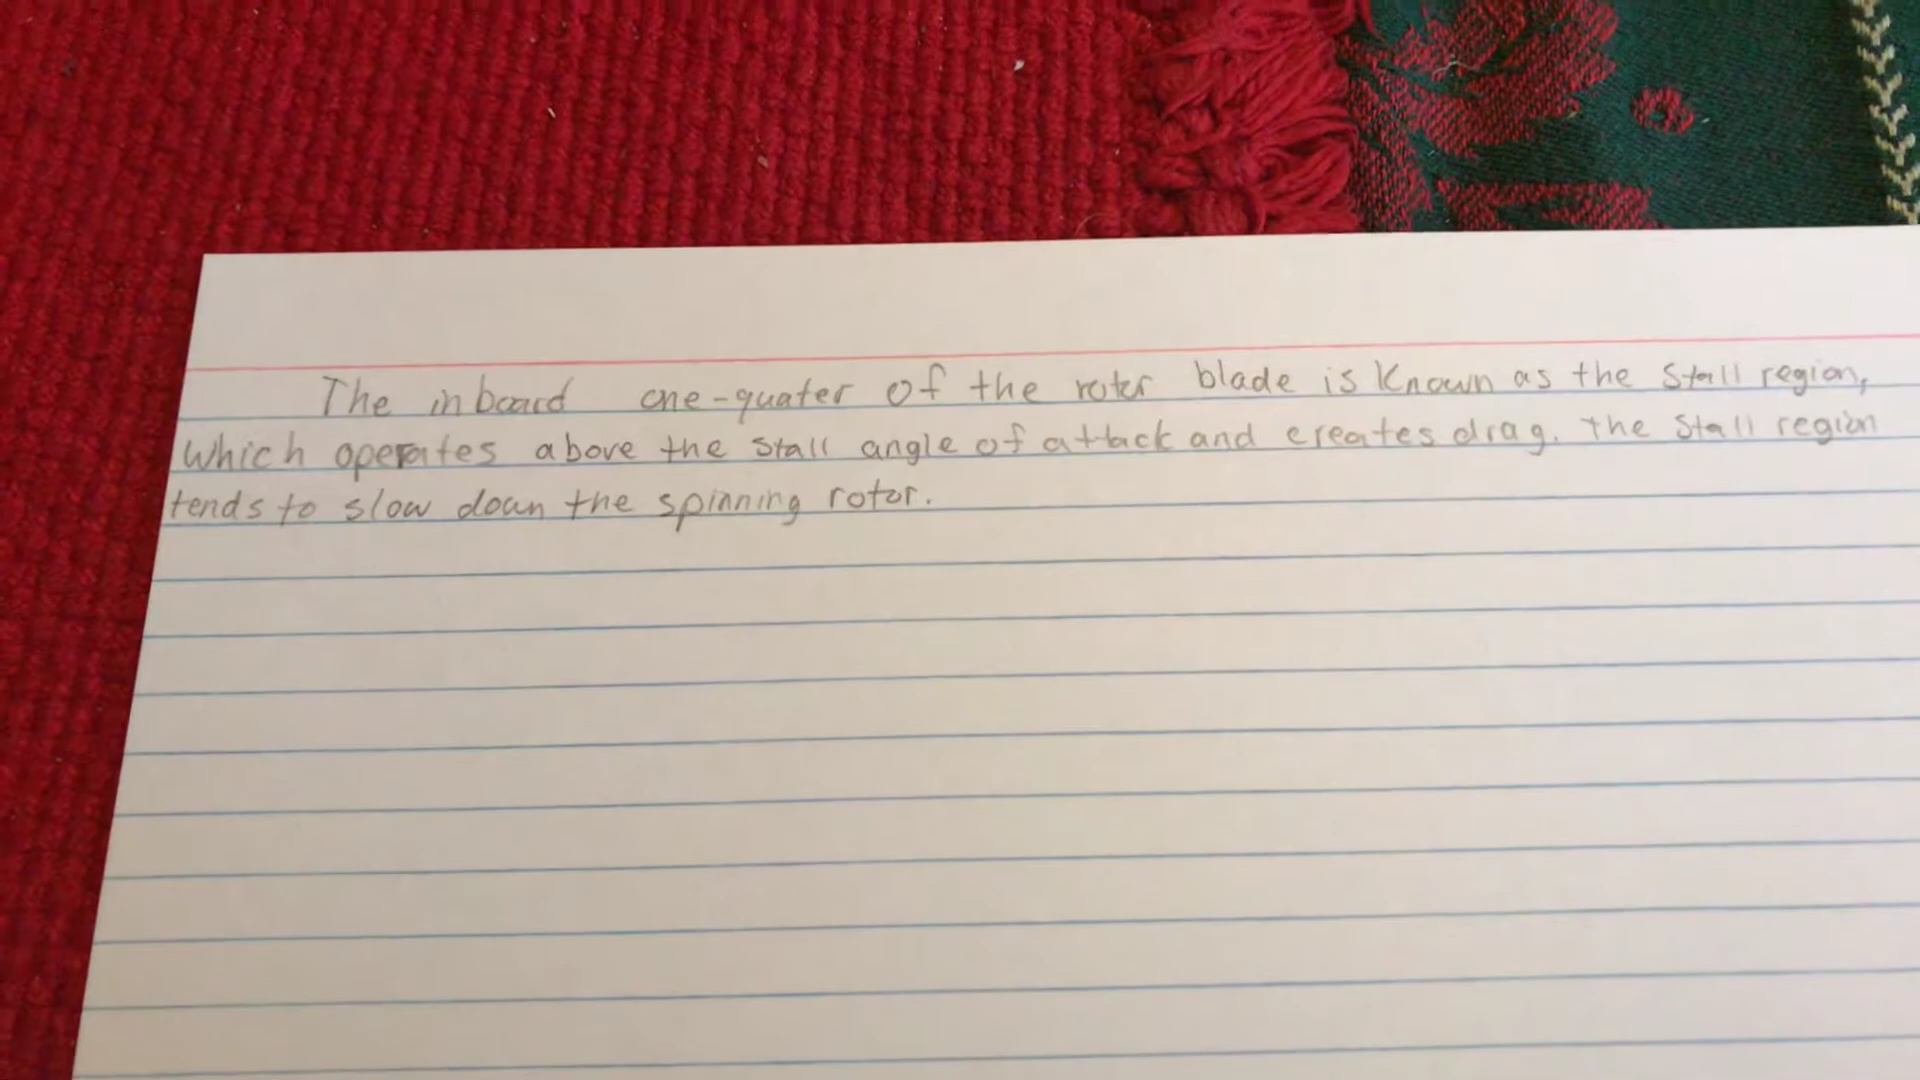 The inboard one-quater of the rotor blade is Known as the Stall region,
which operates above the stall angle of attack and creates drag. The Stall region
tends to slow down the spinning rotor.